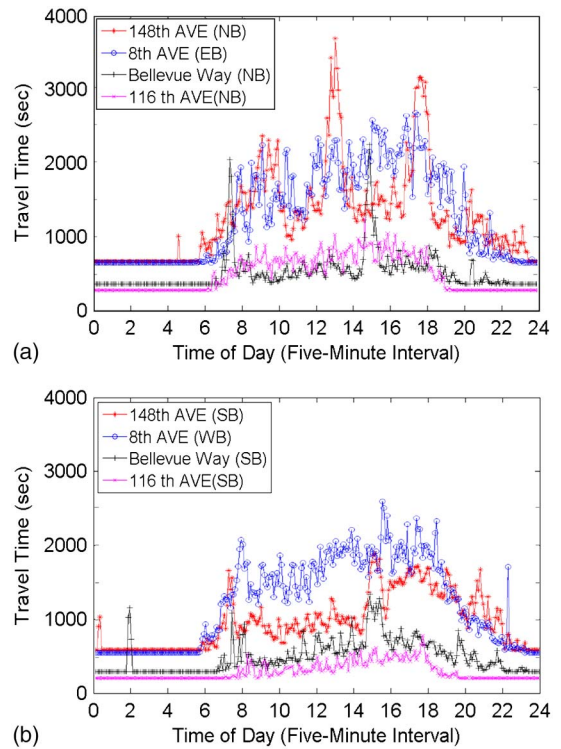 4000
3000
2000
1000
0
Travel Time (sec)
148th AVE (NB)
8th AVE (EB)
Bellevue Way (NB)
116 th AVE(NB)
0 2 4 6 8 10 12 14 16 18 20 22 24
(a)
Time of Day (Five-Minute Interval)
4000
3000
2000
1000
0
Travel Time (sec)
148th AVE (SB)
8th AVE (WB)
Bellevue Way (SB)
116 th AVE(SB)
0 2 4 6 8 10 12 14 16 18 20 22 24
(b)
Time of Day (Five-Minute Interval)